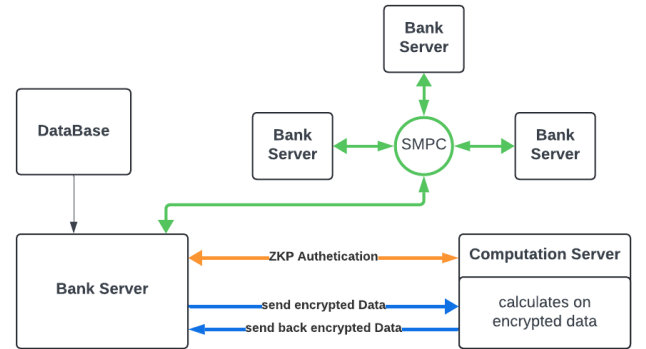 Bank
Server
DataBase
Bank
Server
SMPC
Bank
Server
Bank Server
ZKP Authetication
Computation Server
send encrypted Data
send back encrypted Data
calculates on
encrypted data